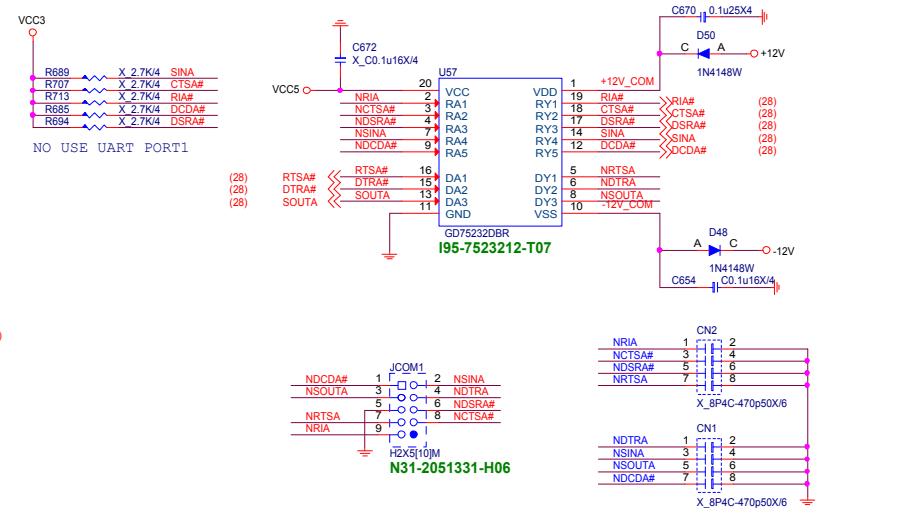 VCC3
R689 X_2.7K/4 SINA
R707 X_2.7K/4 CTSA#
R713 X_2.7K/4 RIA#
R685 X_2.7K/4 DCDA#
R694 X_2.7K/4 DSRA#
NO USE UART PORT1
C672
X_C0.1u16X/4
VCC5
C670 0.1u25X4
D50
C A +12V
1N4148W
U57
20 VCC VDD 1 +12V_COM
NRIA 2 RA1 RY1 19 RIA# RIA# (28)
NCTSA# 3 RA2 RY2 18 CTSA# CTSA# (28)
NDSRA# 4 RA3 RY3 17 DSRA# DSRA# (28)
NSINA 7 RA4 RY4 14 SINA SINA (28)
NDCDA# 9 RA5 RY5 12 DCDA# DCDA# (28)
(28) RTSA# RTSA# 16 DA1 DY1 5 NRTSA
(28) DTRA# DTRA# 15 DA2 DY2 6 NDTRA
(28) SOUTA SOUTA 13 DA3 DY3 8 NSOUTA
11 GND VSS 10 -12V_COM
GD75232DBR
I95-7523212-T07
D48
A C -12V
1N4148W
C654 C0.1u16X/4
JCOM1
NDCDA# 1 2 NSINA
NSOUTA 3 4 NDTRA
5 6 NDSRA#
NRTSA 7 8 NCTSA#
NRIA 9
H2X5[10]M
N31-2051331-H06
CN2
NRIA 1 2
NCTSA# 3 4
NDSRA# 5 6
NRTSA 7 8
X_8P4C-470p50X/6
CN1
NDTRA 1 2
NSINA 3 4
NSOUTA 5 6
NDCDA# 7 8
X_8P4C-470p50X/6